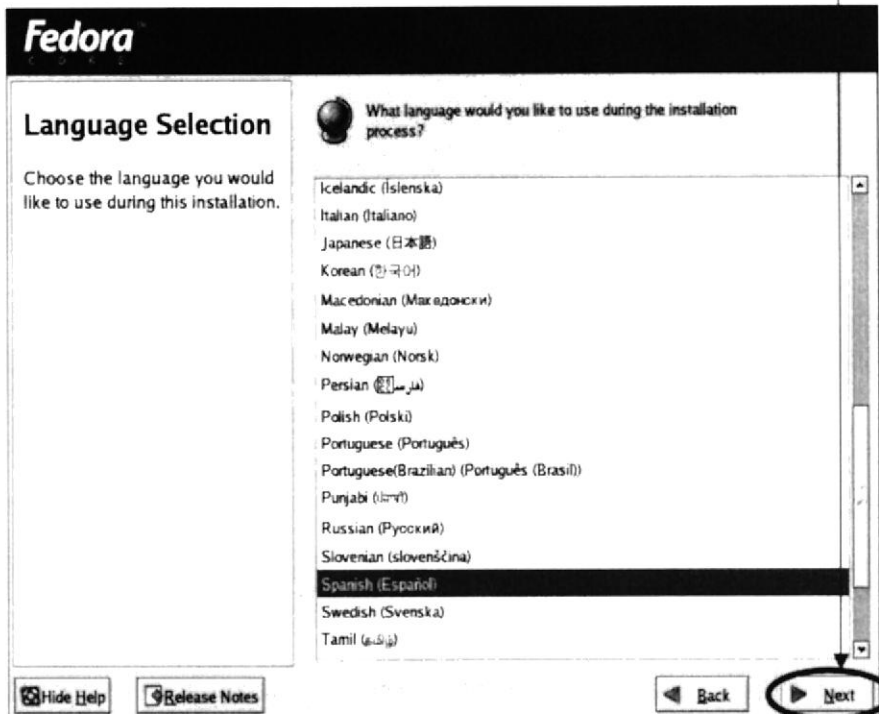 Fedora
CORE
Language Selection
Choose the language you would
like to use during this installation.
What language would you like to use during the installation
process?
Icelandic (Íslenska)
Italian (Italiano)
Japanese (日本語)
Korean (한국어)
Macedonian (Македонски)
Malay (Melayu)
Norwegian (Norsk)
Persian
Polish (Polski)
Portuguese (Português)
Portuguese(Brazilian) (Português (Brasil))
Punjabi
Russian (Русский)
Slovenian (slovenščina)
Spanish (Español)
Swedish (Svenska)
Tamil (தமிழ்)
Hide Help
Release Notes
Back
Next